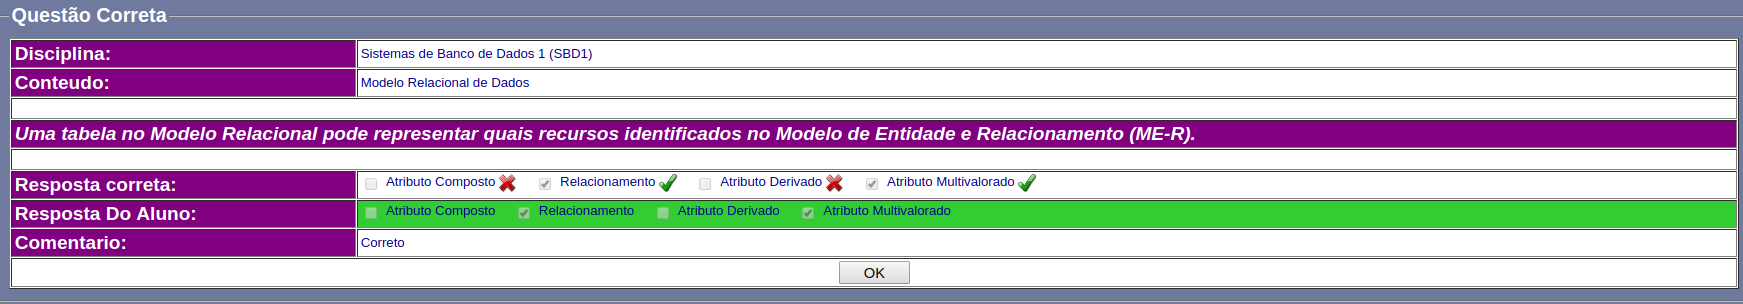 Questão Correta
Disciplina: Sistemas de Banco de Dados 1 (SBD1)
Conteudo: Modelo Relacional de Dados
Uma tabela no Modelo Relacional pode representar quais recursos identificados no Modelo de Entidade e Relacionamento (ME-R).
Resposta correta: Atributo Composto Relacionamento Atributo Derivado Atributo Multivalorado
Resposta Do Aluno: Atributo Composto Relacionamento Atributo Derivado Atributo Multivalorado
Comentario: Correto
OK